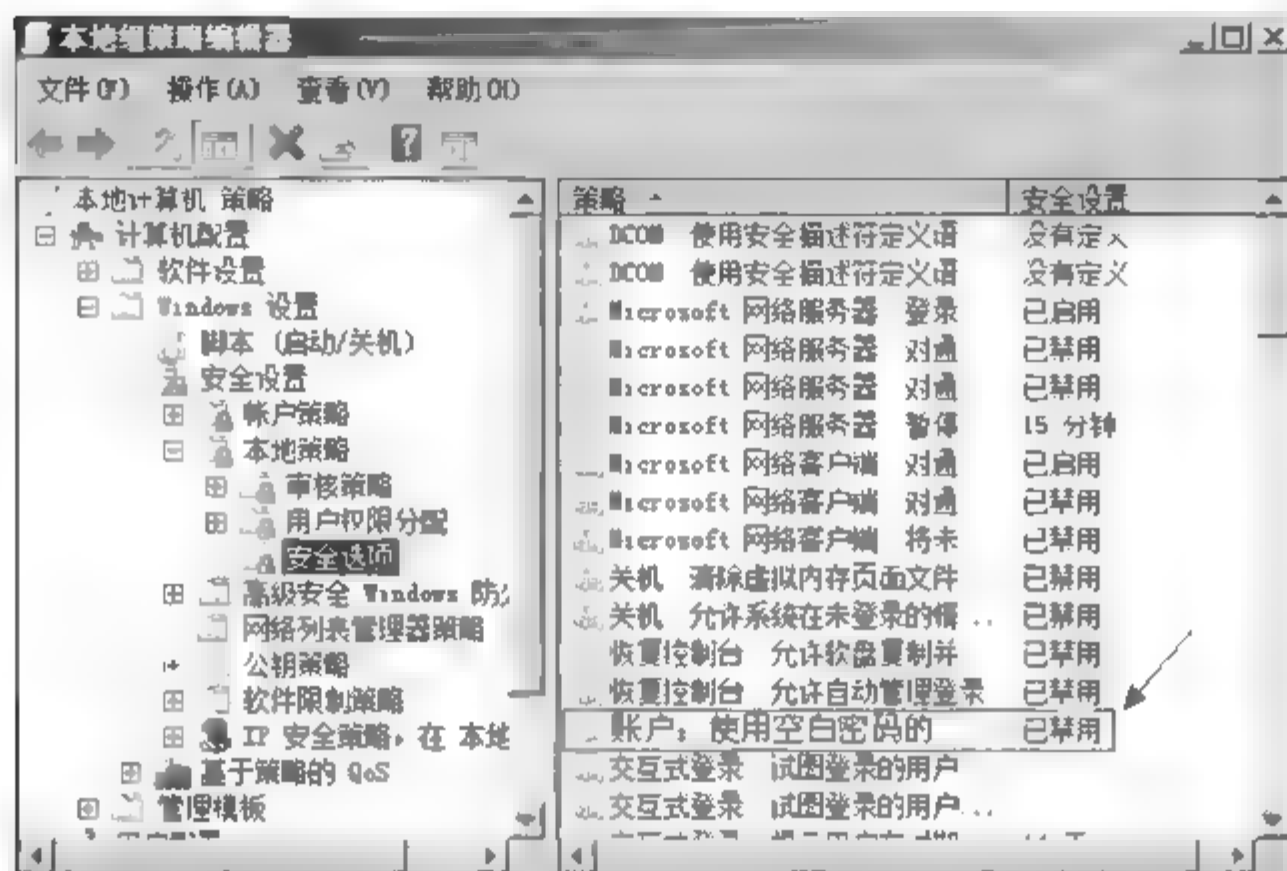 本地组策略编辑器
文件(F) 操作(A) 查看(V) 帮助(H)
本地计算机 策略
计算机配置
软件设置
Windows 设置
脚本 (启动/关机)
安全设置
帐户策略
本地策略
审核策略
用户权限分配
安全选项
高级安全 Windows 防
网络列表管理器策略
公钥策略
软件限制策略
IP 安全策略，在 本地
基于策略的 QoS
管理模板
策略 安全设置
DCOM 使用安全描述符定义语 没有定义
DCOM 使用安全描述符定义语 没有定义
Microsoft 网络服务器 登录 已启用
Microsoft 网络服务器 对通 已禁用
Microsoft 网络服务器 对通 已禁用
Microsoft 网络服务器 暂停 15 分钟
Microsoft 网络客户端 对通 已启用
Microsoft 网络客户端 对通 已禁用
Microsoft 网络客户端 将未 已禁用
关机 清除虚拟内存页面文件 已禁用
关机 允许系统在未登录的情... 已禁用
恢复控制台 允许软盘复制并 已禁用
恢复控制台 允许自动管理登录 已禁用
账户：使用空白密码的 已禁用
交互式登录 试图登录的用户
交互式登录 试图登录的用户...